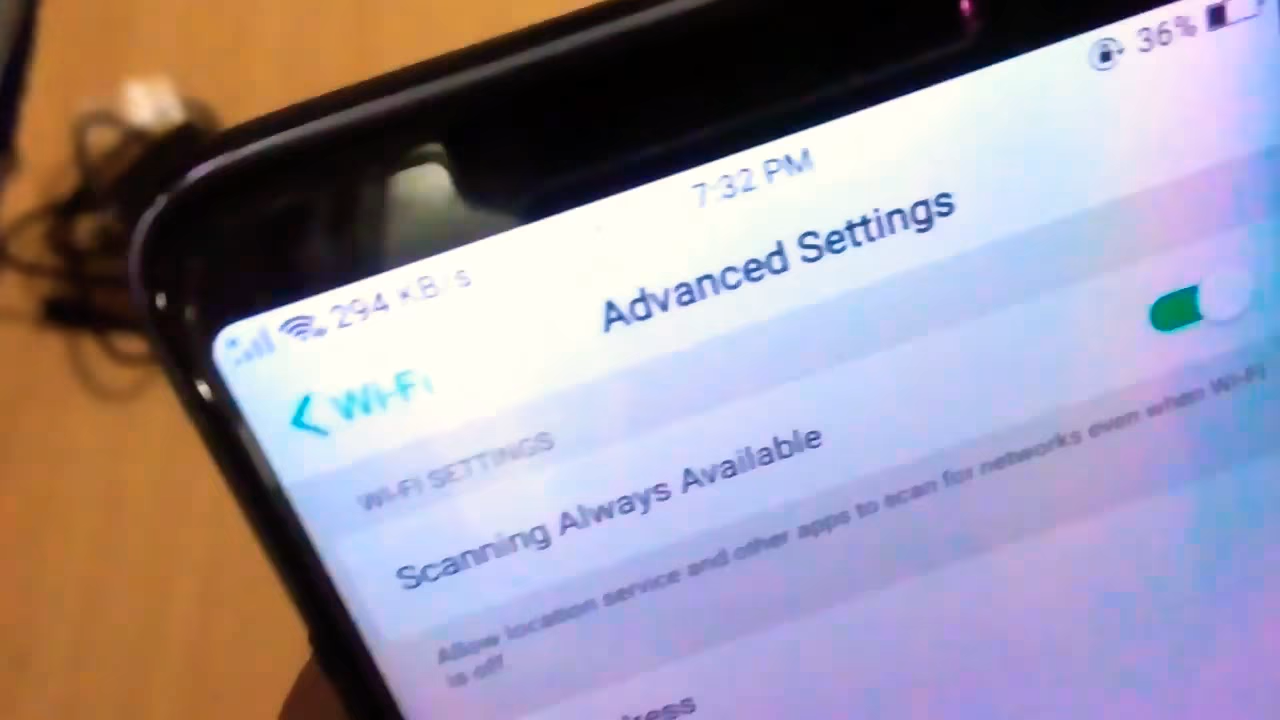 7:32 PM
36%
294 KB/s
Wi-Fi
Advanced Settings
WI-FI SETTINGS
Scanning Always Available
Allow location service and other apps to scan for networks even when Wi-Fi
is off